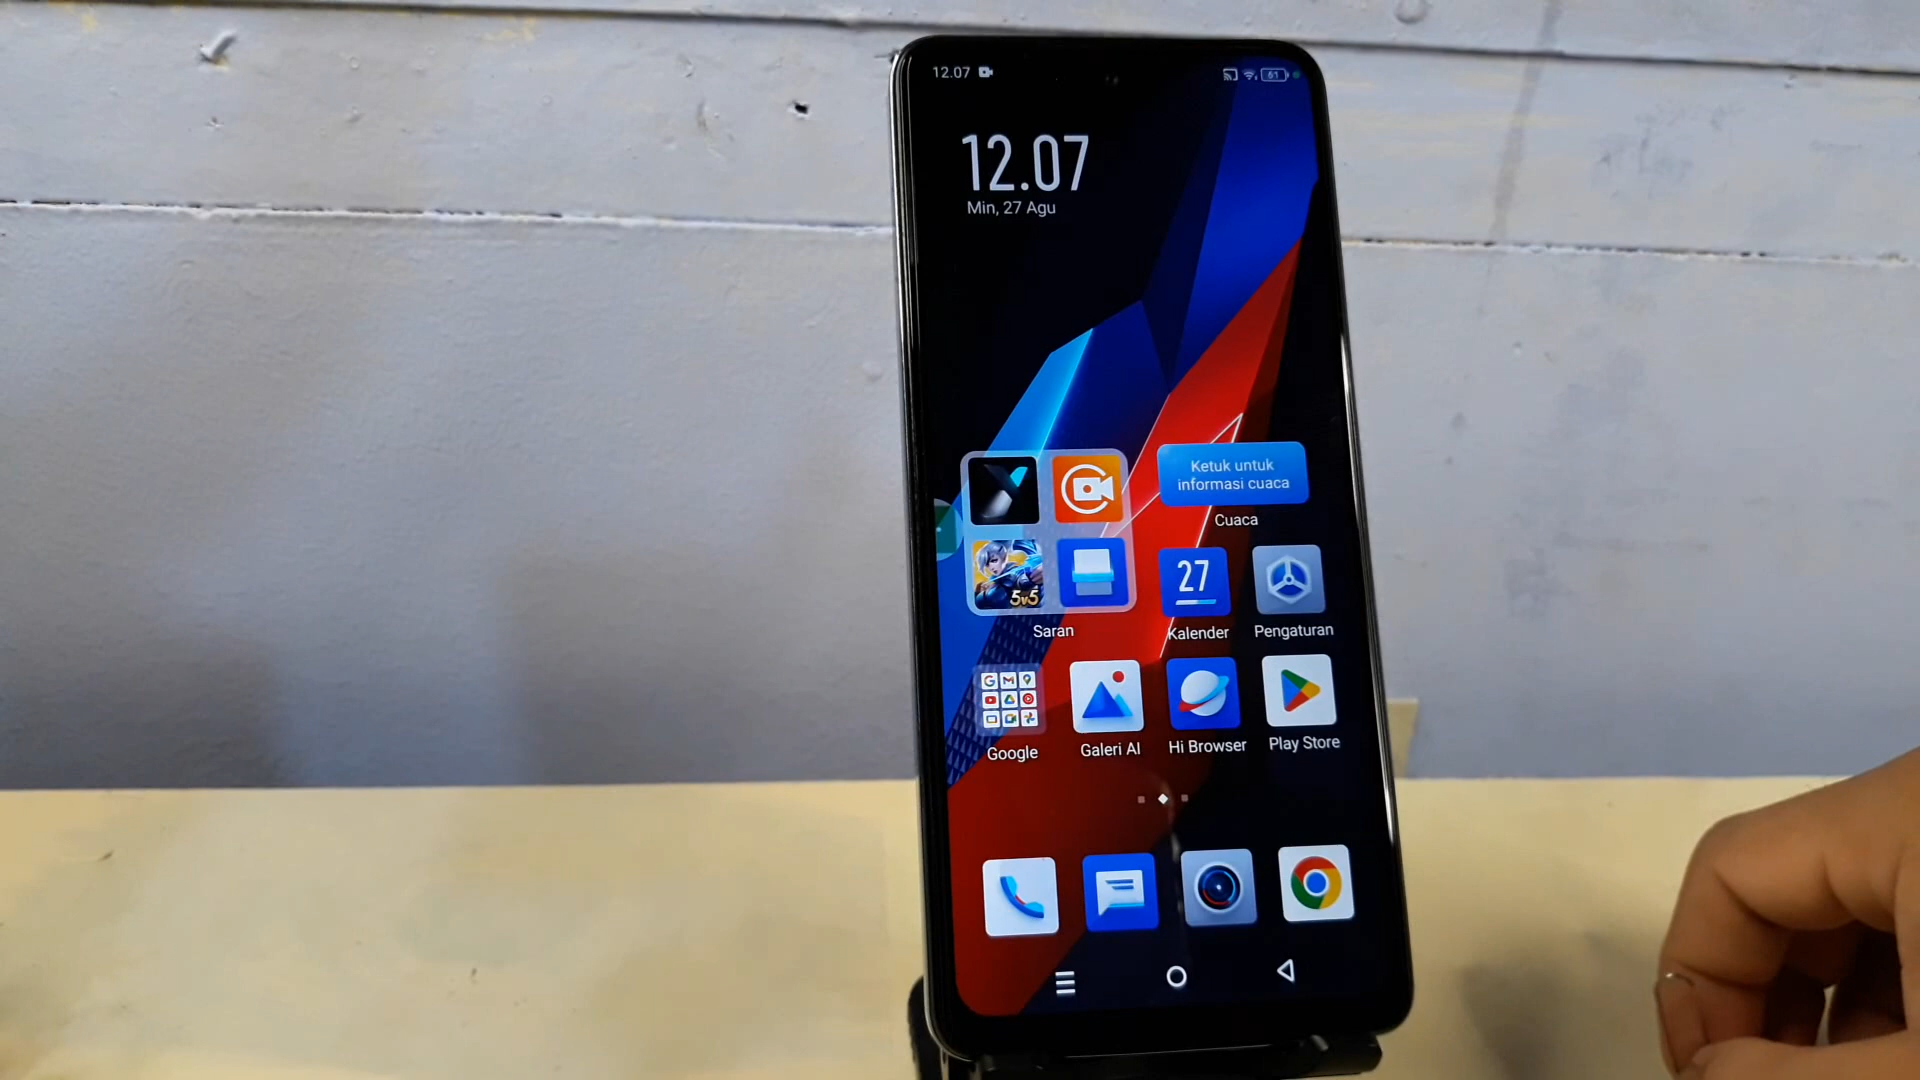 12.07
61
12.07
Min, 27 Agu
Ketuk untuk
informasi cuaca
Cuaca
5v5
27
Saran
Kalender
Pengaturan
Google
Galeri AI
Hi Browser
Play Store